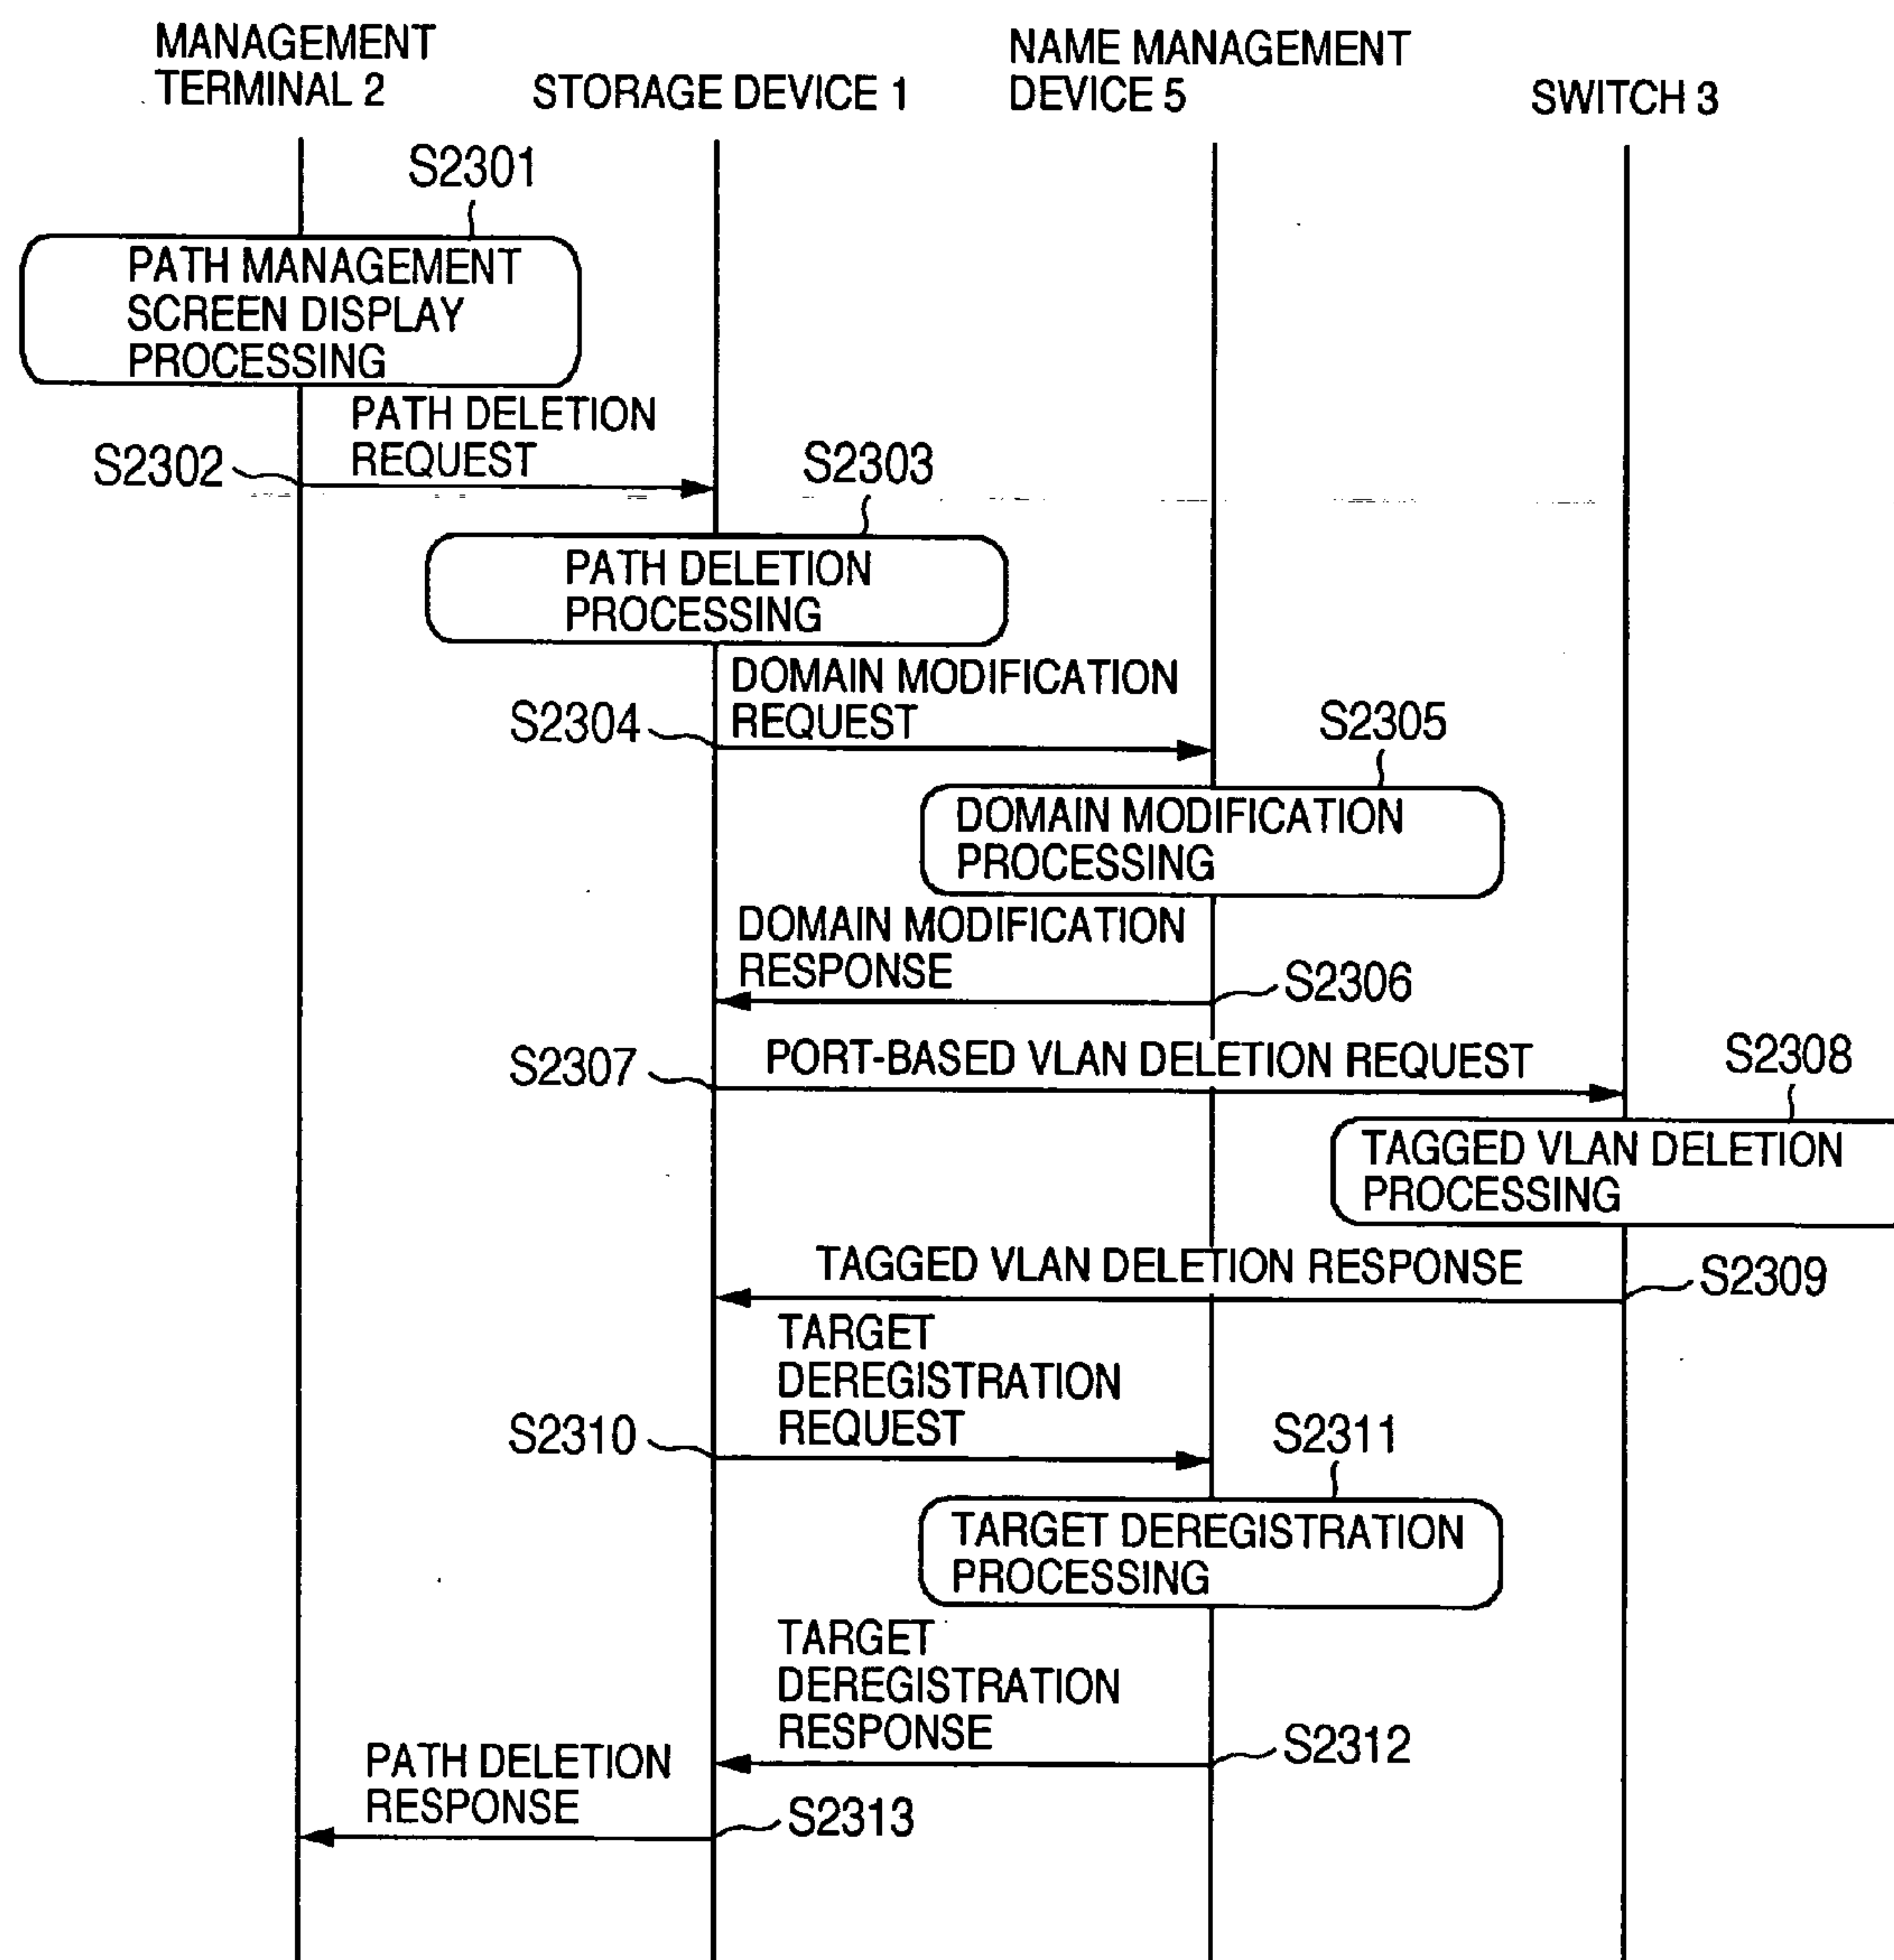 MANAGEMENT
TERMINAL 2
STORAGE DEVICE 1
NAME MANAGEMENT
DEVICE 5
SWITCH 3
S2301
PATH MANAGEMENT
SCREEN DISPLAY
PROCESSING
PATH DELETION
REQUEST
S2302
S2303
PATH DELETION
PROCESSING
DOMAIN MODIFICATION
REQUEST
S2304
S2305
DOMAIN MODIFICATION
PROCESSING
DOMAIN MODIFICATION
RESPONSE
S2306
S2307
PORT-BASED VLAN DELETION REQUEST
S2308
TAGGED VLAN DELETION
PROCESSING
TAGGED VLAN DELETION RESPONSE
S2309
TARGET
DEREGISTRATION
REQUEST
S2310
S2311
TARGET DEREGISTRATION
PROCESSING
TARGET
DEREGISTRATION
RESPONSE
S2312
PATH DELETION
RESPONSE
S2313